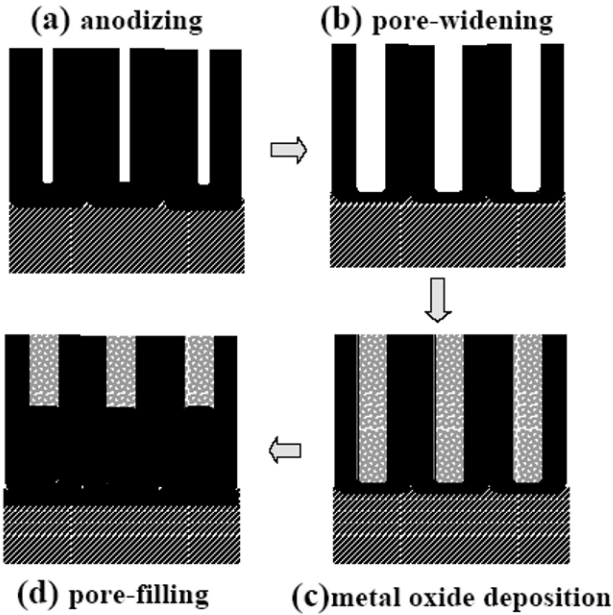 (a) anodizing
(b) pore-widening
(d) pore-filling
(c)metal oxide deposition